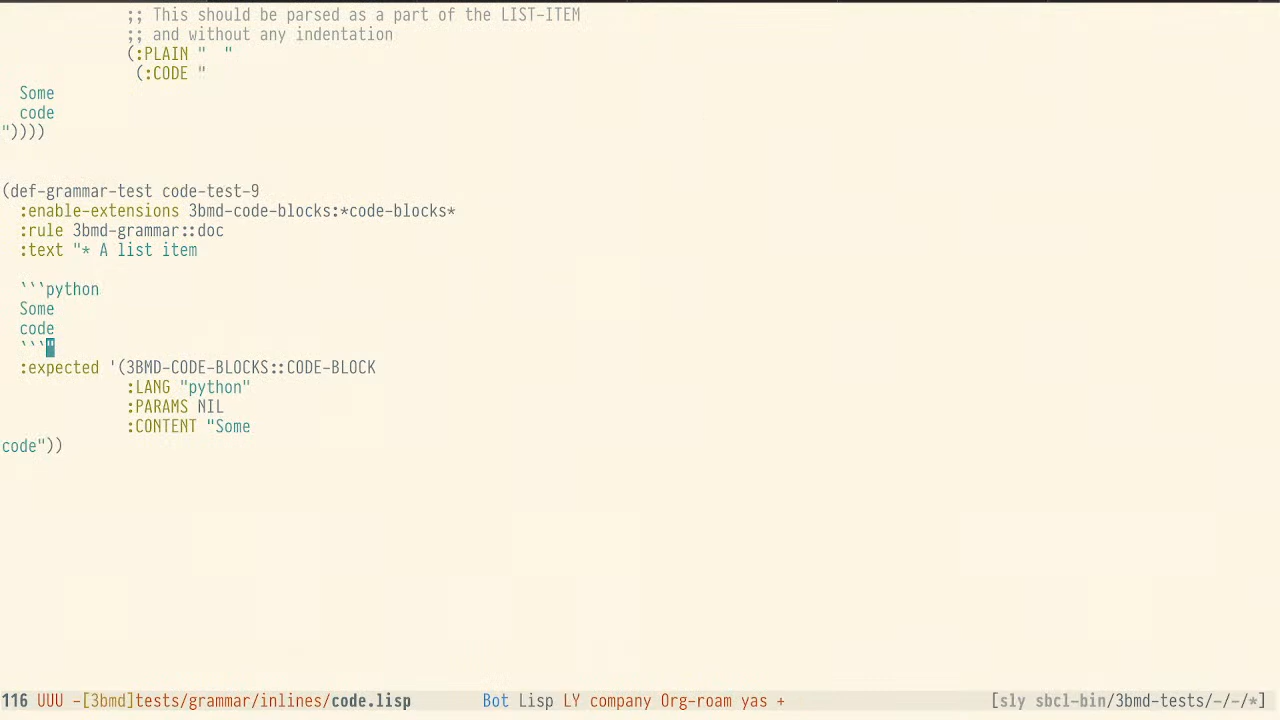 ;; This should be parsed as a part of the LIST-ITEM
;; and without any indentation
(:PLAIN "  "
(:CODE "
Some
code
"))))
(def-grammar-test code-test-9
:enable-extensions 3bmd-code-blocks:*code-blocks*
:rule 3bmd-grammar::doc
:text "* A list item
```python
Some
code
```"
:expected '(3BMD-CODE-BLOCKS::CODE-BLOCK
:LANG "python"
:PARAMS NIL
:CONTENT "Some
code"))
116 UUU -[3bmd]tests/grammar/inlines/code.lisp Bot Lisp LY company Org-roam yas + [sly sbcl-bin/3bmd-tests/-/-/*]